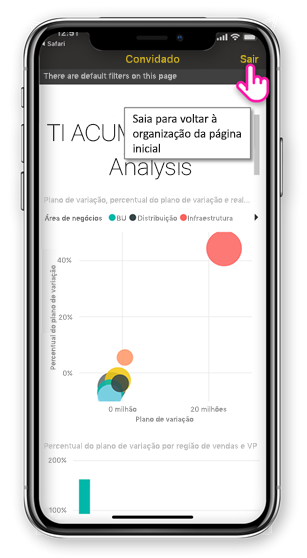 12:51
Safari
Convidado
Sair
There are default filters on this page
TI ACUM
Analysis
Saia para voltar à
organização da página
inicial
Plano de variação, percentual do plano de variação e real...
Área de negócios BU Distribuição Infraestrutura
Percentual do plano de variação
40%
20%
0%
0 milhão 20 milhões
Plano de variação
Percentual do plano de variação por região de vendas e VP
200%
100%